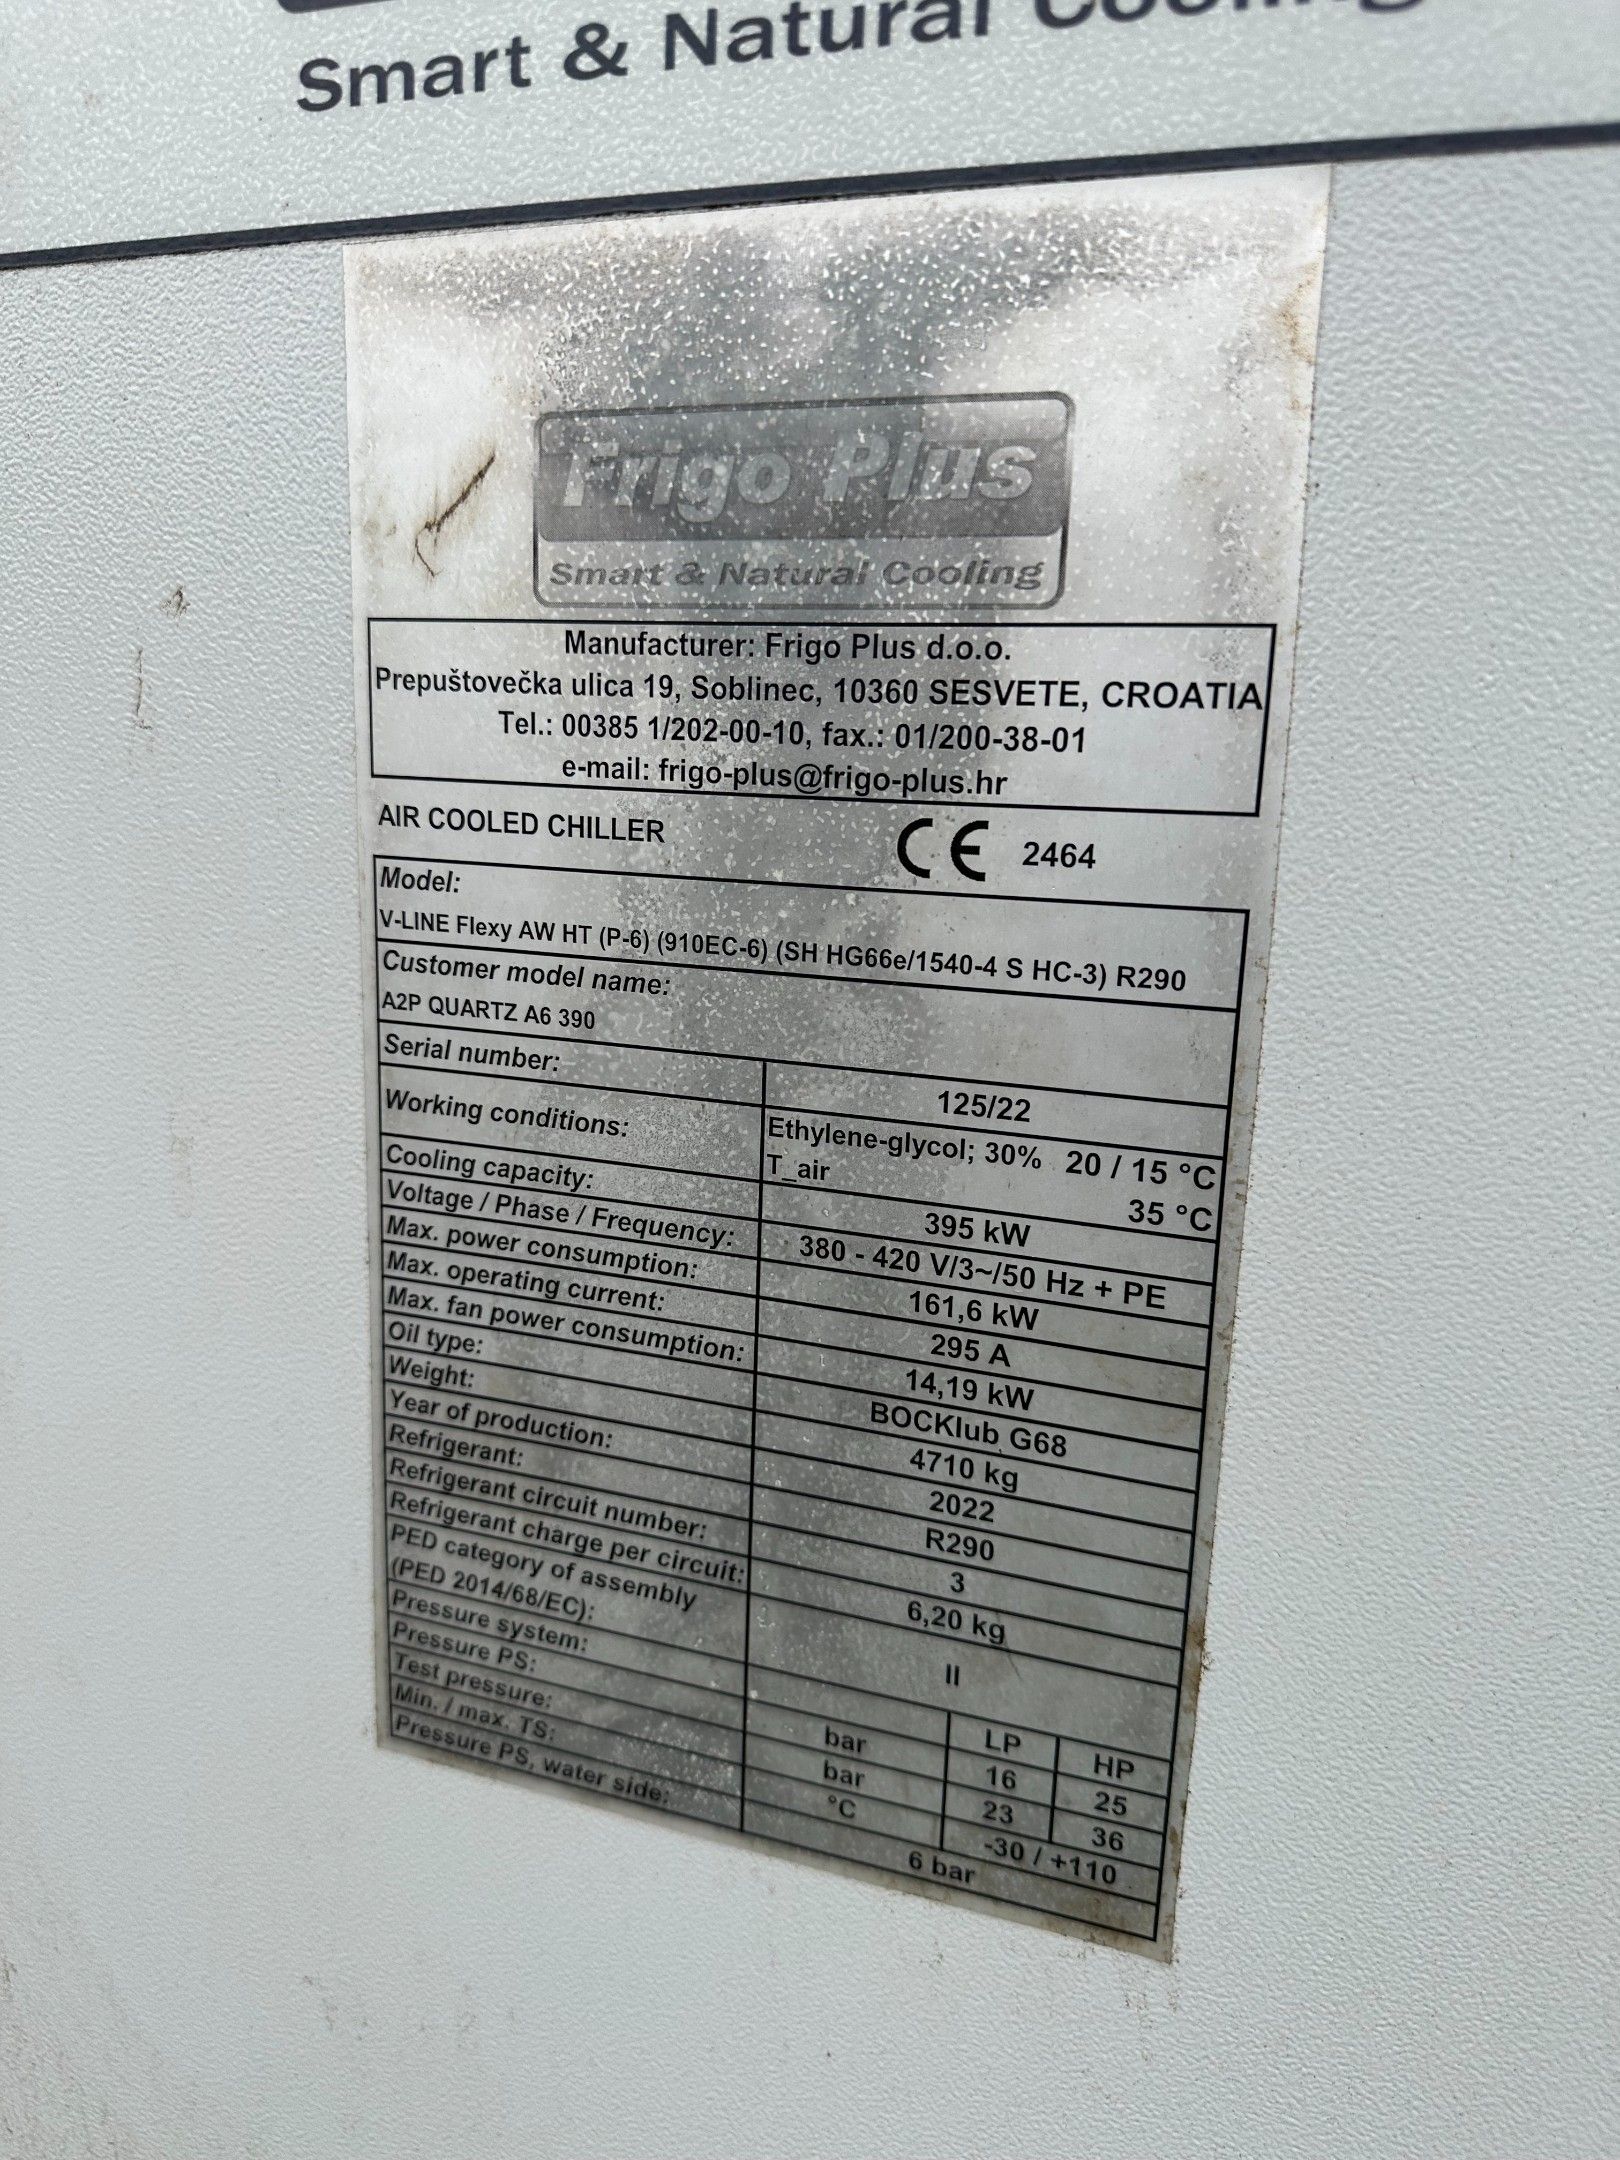 Smart & Natural Cooling
Frigo Plus
Smart & Natural Cooling
Manufacturer: Frigo Plus d.o.o.
Prepuštovečka ulica 19, Soblinec, 10360 SESVETE, CROATIA
Tel.: 00385 1/202-00-10, fax.: 01/200-38-01
e-mail: frigo-plus@frigo-plus.hr
AIR COOLED CHILLER CE 2464
Model:
V-LINE Flexy AW HT (P-6) (910EC-6) (SH HG66e/1540-4 S HC-3) R290
Customer model name:
A2P QUARTZ A6 390
Serial number: 125/22
Working conditions: Ethylene-glycol; 30% 20 / 15 °C
T_air 35 °C
Cooling capacity: 395 kW
Voltage / Phase / Frequency: 380 - 420 V/3~/50 Hz + PE
Max. power consumption: 161,6 kW
Max. operating current: 295 A
Max. fan power consumption: 14,19 kW
Oil type: BOCKlub G68
Weight: 4710 kg
Year of production: 2022
Refrigerant: R290
Refrigerant circuit number: 3
Refrigerant charge per circuit: 6,20 kg
PED category of assembly
(PED 2014/68/EC): II
Pressure system: LP HP
Pressure PS: bar 16 25
Test pressure: bar 23 36
Min. / max. TS: °C -30 / +110
Pressure PS, water side: 6 bar